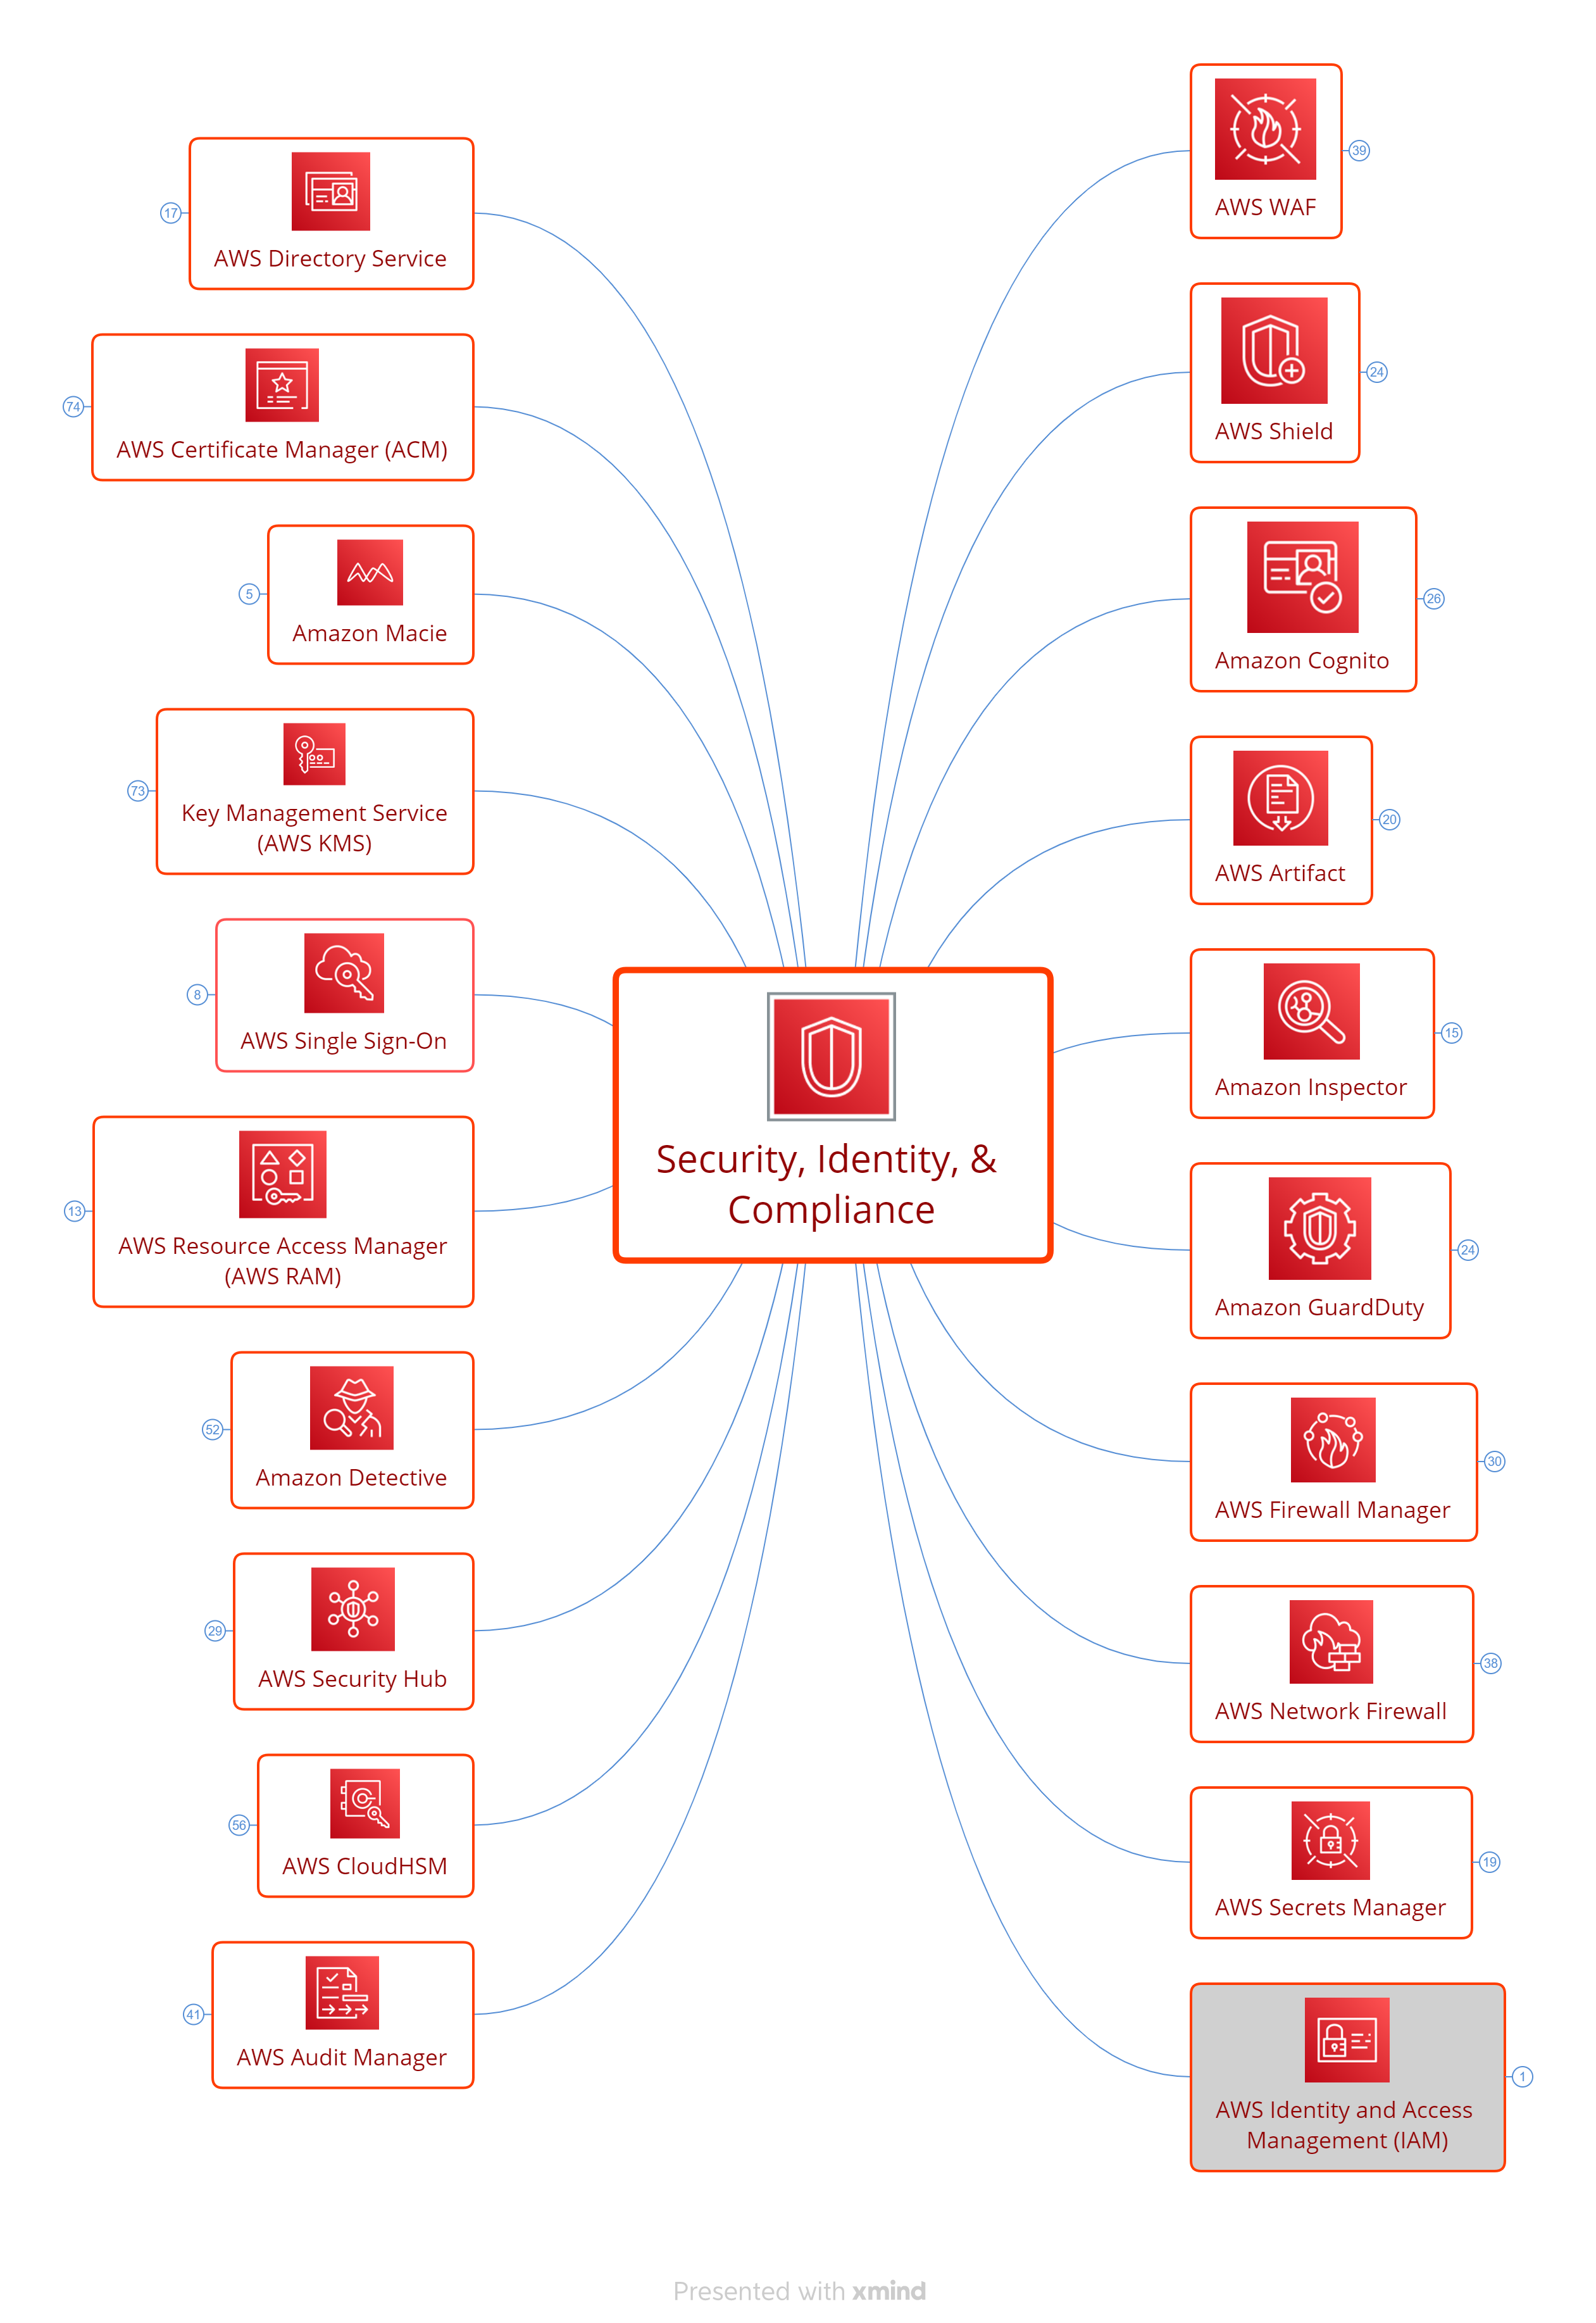 AWS WAF
39
AWS Directory Service
17
AWS Shield
24
AWS Certificate Manager (ACM)
74
Amazon Macie
5
Amazon Cognito
26
Key Management Service
(AWS KMS)
73
AWS Artifact
20
AWS Single Sign-On
8
Amazon Inspector
15
Security, Identity, &
Compliance
AWS Resource Access Manager
(AWS RAM)
13
Amazon GuardDuty
24
Amazon Detective
52
AWS Firewall Manager
30
AWS Security Hub
29
AWS Network Firewall
38
AWS CloudHSM
56
AWS Secrets Manager
19
AWS Audit Manager
41
AWS Identity and Access
Management (IAM)
1
Presented with xmind